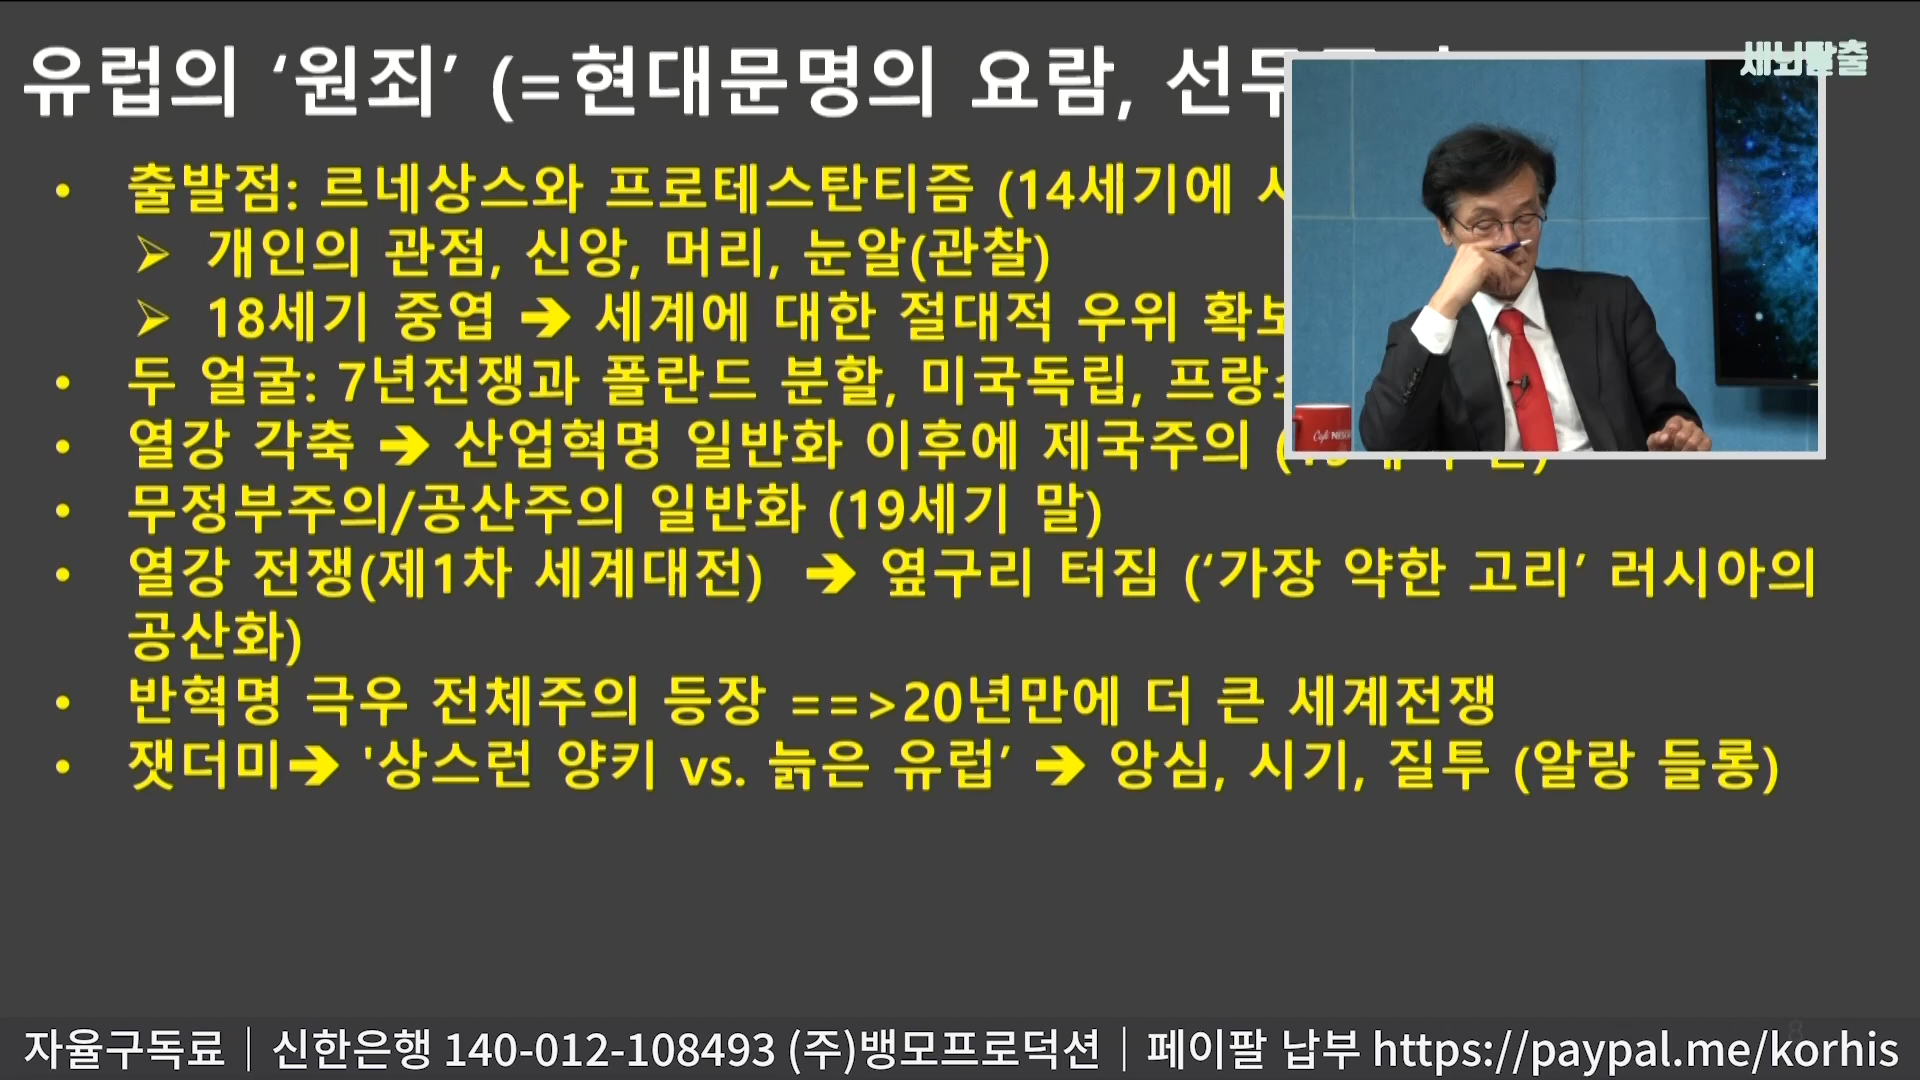 유럽의 ‘원죄’ (=현대문명의 요람,
세뇌탈출
• 출발점: 르네상스와 프로테스탄티즘 (14세기에
➢ 개인의 관점, 신앙, 머리, 눈알(관찰)
➢ 18세기 중엽 ➔ 세계에 대한 절대적 우위
• 두 얼굴: 7년전쟁과 폴란드 분할, 미국독립,
• 열강 각축 ➔ 산업혁명 일반화 이후에 제국주의
Café
• 무정부주의/공산주의 일반화 (19세기 말)
• 열강 전쟁(제1차 세계대전) ➔ 옆구리 터짐 (‘가장 약한 고리’ 러시아의
공산화)
• 반혁명 극우 전체주의 등장 ==>20년만에 더 큰 세계전쟁
• 잿더미➔ '상스런 양키 vs. 늙은 유럽’ ➔ 앙심, 시기, 질투 (알랑 들롱)
자율구독료｜신한은행 140-012-108493 (주)뱅모프로덕션｜페이팔 납부 https://paypal.me/korhis